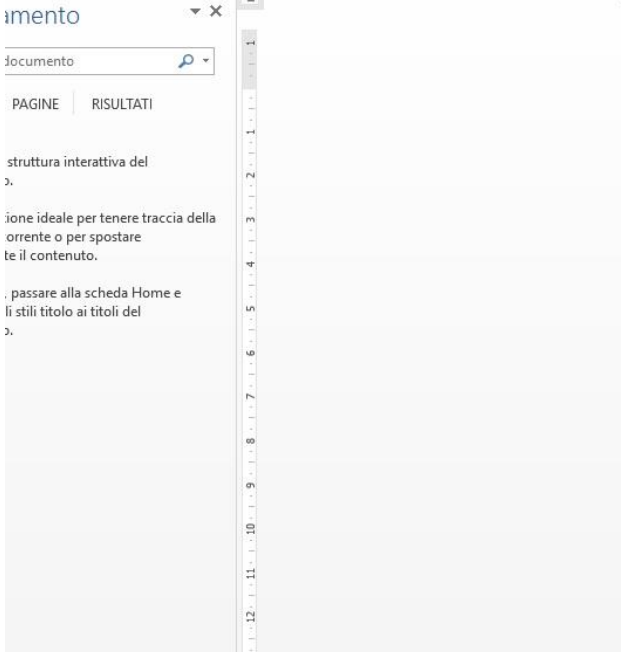 amento
documento
PAGINE RISULTATI
struttura interattiva del
o.
ione ideale per tenere traccia della
orrente o per spostare
te il contenuto.
, passare alla scheda Home e
li stili titolo ai titoli del
o.
1
1
2
3
4
5
6
7
8
9
10
11
12